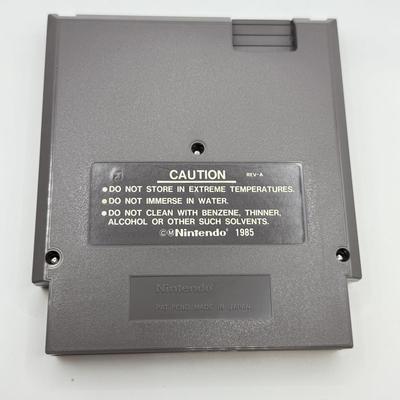 CAUTION REV-A
● DO NOT STORE IN EXTREME TEMPERATURES.
● DO NOT IMMERSE IN WATER.
● DO NOT CLEAN WITH BENZENE, THINNER,
ALCOHOL OR OTHER SUCH SOLVENTS.
©Ⓜ Nintendo® 1985
Nintendo®
PAT. PEND. MADE IN JAPAN